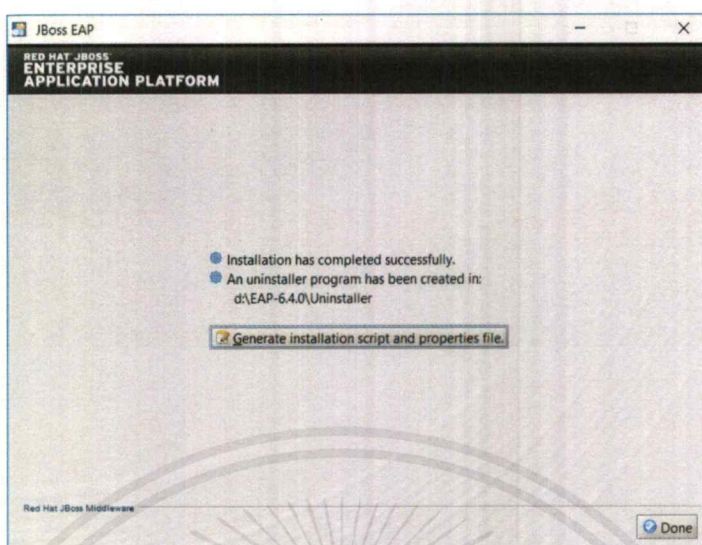 JBoss EAP
RED HAT JBOSS
ENTERPRISE
APPLICATION PLATFORM
Installation has completed successfully.
An uninstaller program has been created in:
d:\EAP-6.4.0\Uninstaller
Generate installation script and properties file.
Red Hat JBoss Middleware
Done